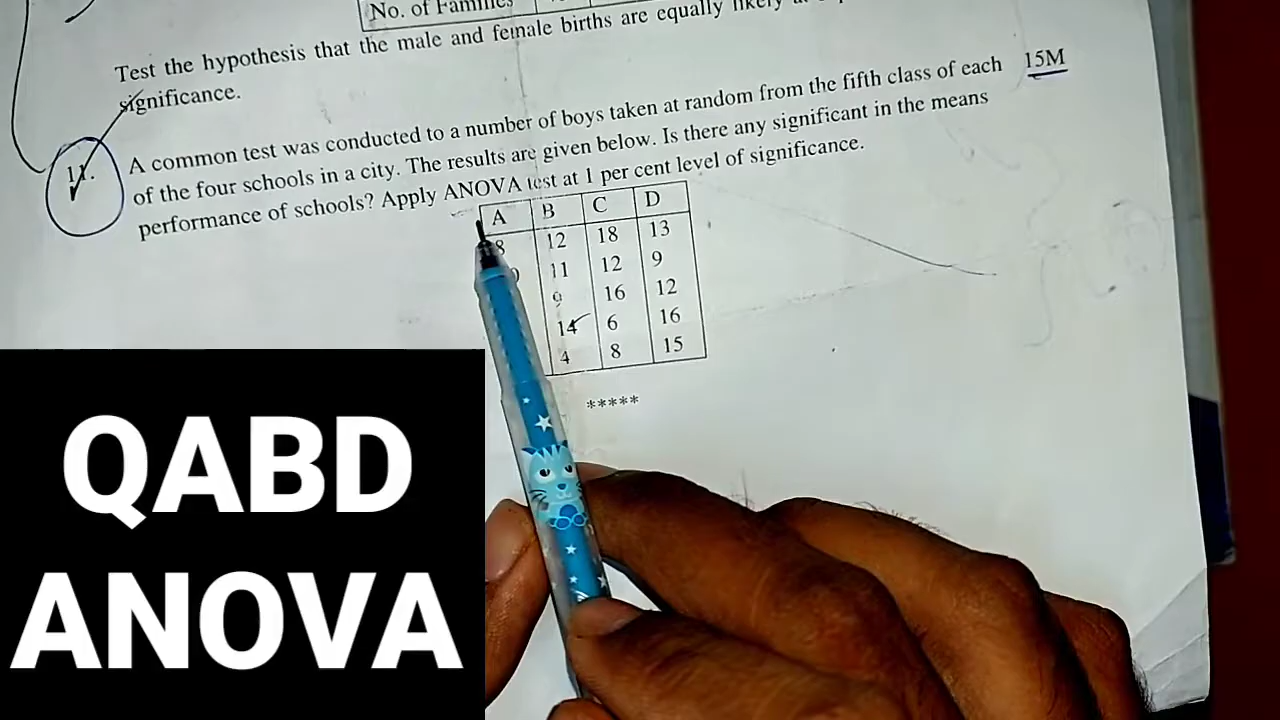 No. of Families
Test the hypothesis that the male and female births are equally likely at
significance.
11. A common test was conducted to a number of boys taken at random from the fifth class of each 15M
of the four schools in a city. The results are given below. Is there any significant in the means
performance of schools? Apply ANOVA test at 1 per cent level of significance.
A B C D
8 12 18 13
11 12 9
9 16 12
14 6 16
4 8 15
*****
QABD
ANOVA